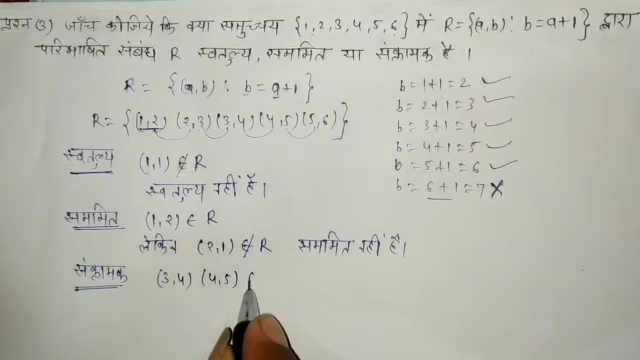 प्रश्न (3) जाँच कीजिये कि क्या समुच्चय {1,2,3,4,5,6} में R={(a,b): b=a+1} द्वारा
परिभाषित संबंध R स्वतुल्य, सममित या संक्रामक है।
R = {(a,b): b=a+1}
R={(1,2) (2,3) (3,4) (4,5) (5,6)}
b=1+1=2 ✓
b=2+1=3 ✓
b=3+1=4 ✓
b=4+1=5 ✓
b=5+1=6 ✓
b=6+1=7 ✗
स्वतुल्य (1,1) ∉ R
स्वतुल्य नहीं है।
सममित (1,2) ∈ R
लेकिन (2,1) ∉ R सममित नहीं है।
संक्रामक (3,4) (4,5) (